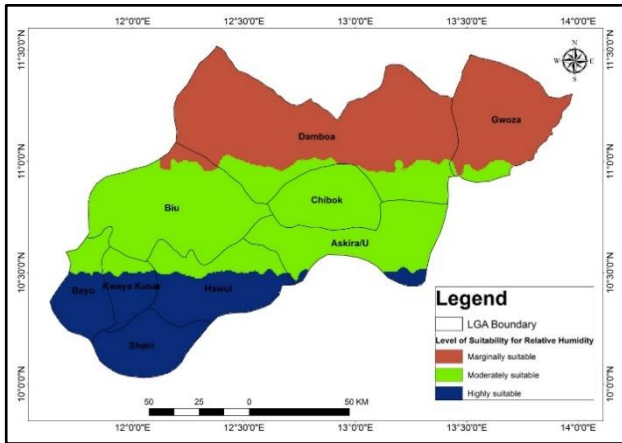 12°0'0"E 12°30'0"E 13°0'0"E 13°30'0"E 14°0'0"E
11°30'0"N 11°30'0"N
N
W E
S
Gwoza
Damboa
11°0'0"N 11°0'0"N
Chibok
Biu
Askira/U
10°30'0"N 10°30'0"N
Bayo Kwaya Kusar Hawul
Shani
10°0'0"N 10°0'0"N
Legend
LGA Boundary
Level of Suitability for Relative Humidity
Marginally suitable
Moderately suitable
Highly suitable
50 25 0 50 KM
12°0'0"E 12°30'0"E 13°0'0"E 13°30'0"E 14°0'0"E